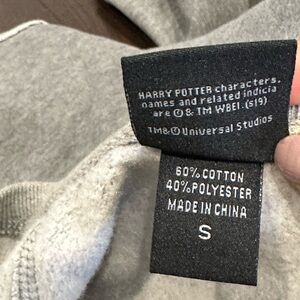 HARRY POTTER characters,
names and related indicia
are © & TM WBEI. (s19)
TM& Ⓤ Universal Studios
60% COTTON
40% POLYESTER
MADE IN CHINA
S